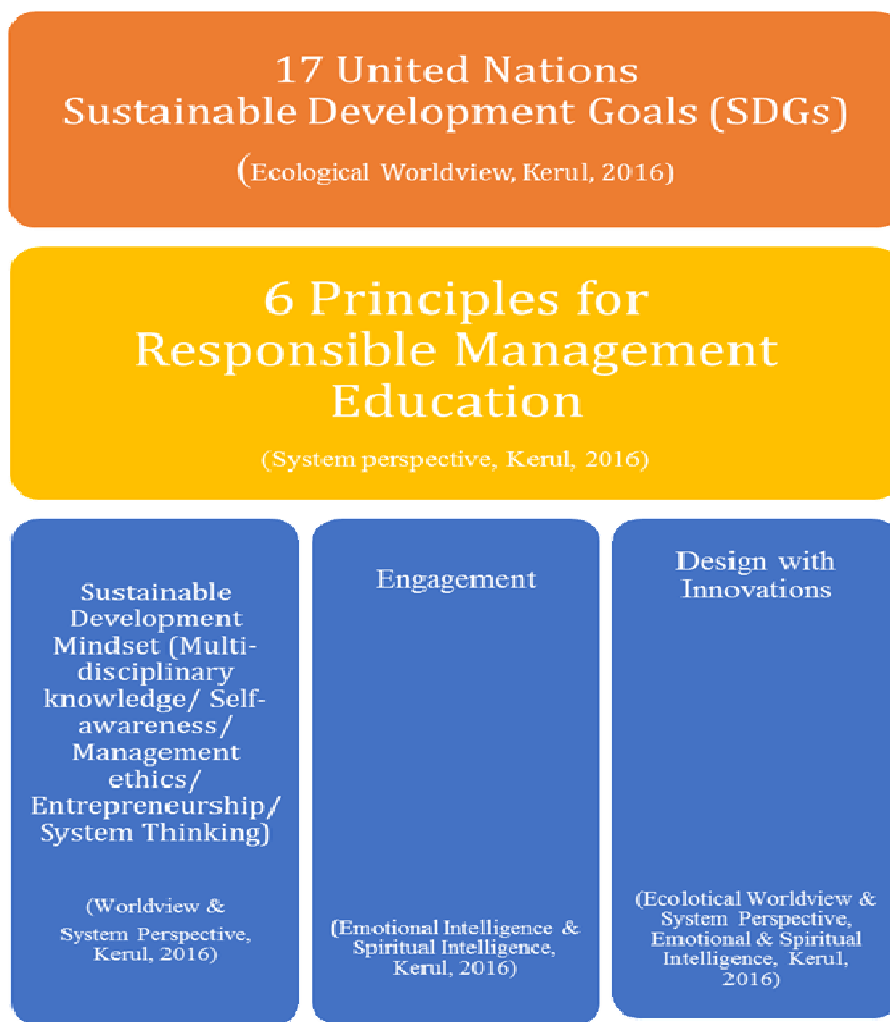 17 United Nations
Sustainable Development Goals (SDGs)
(Ecological Worldview, Kerul, 2016)
6 Principles for
Responsible Management
Education
(System perspective, Kerul, 2016)
Sustainable
Development
Mindset (Multi-
disciplinary
knowledge/ Self-
awareness/
Management
ethics/
Entrepreneurship/
System Thinking)
(Worldview &
System Perspective,
Kerul, 2016)
Engagement
(Emotional Intelligence &
Spiritual Intelligence,
Kerul, 2016)
Design with
Innovations
(Ecolotical Worldview &
System Perspective,
Emotional & Spiritual
Intelligence, Kerul,
2016)